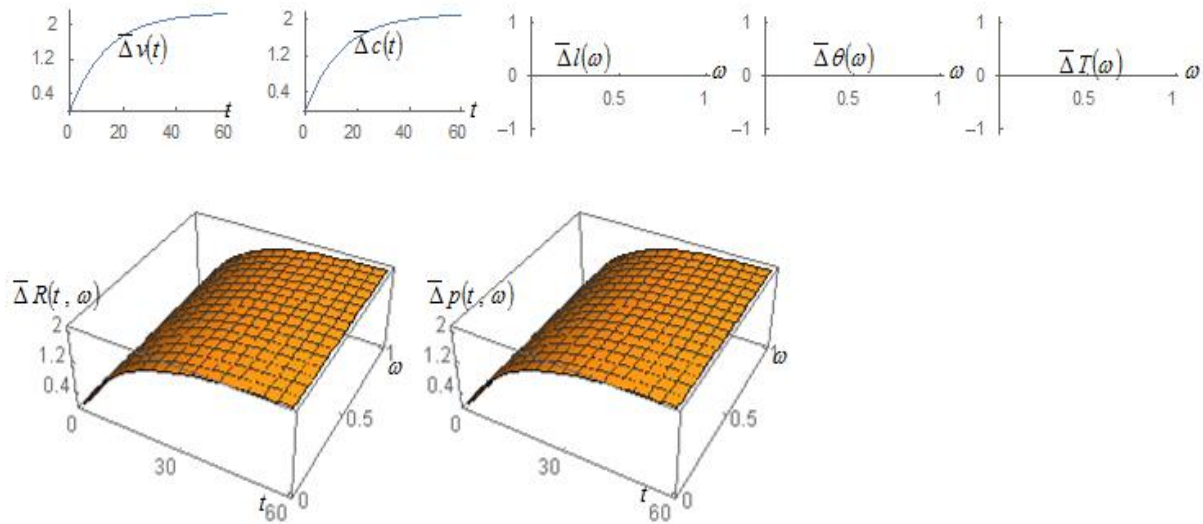 2 2 1 1 1
Δ̅ v(t) Δ̅ c(t) Δ̅ l(ω) Δ̅ θ(ω) Δ̅ T(ω)
1.2 1.2 0 ω 0 ω 0 ω
0.4 t 0.4 t 0.5 1 0.5 1 0.5 1
0 20 40 60 0 20 40 60 –1 –1 –1
Δ̅ R(t , ω) Δ̅ p(t , ω)
2 2
1.2 1 1.2 1
0.4 ω 0.4 ω
0 0.5 0 0.5
30 30
t 60 0 t 60 0